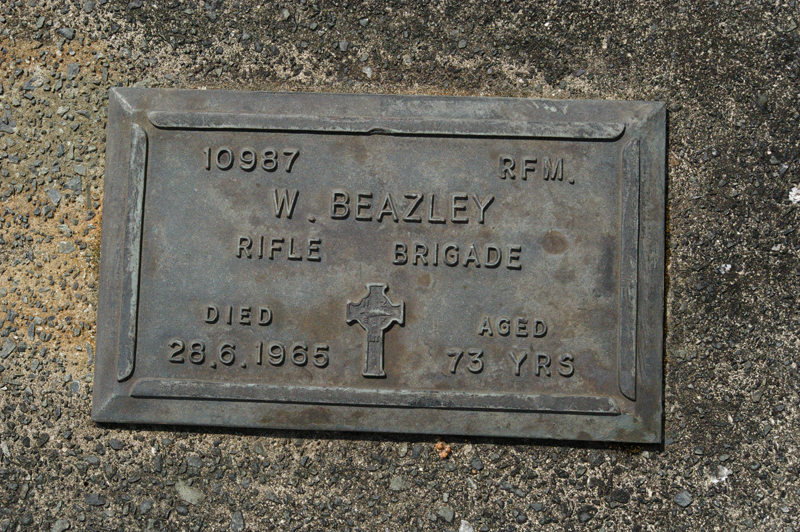 10987 RFM.
W. BEAZLEY
RIFLE BRIGADE
DIED AGED
28.6.1965 73 YRS